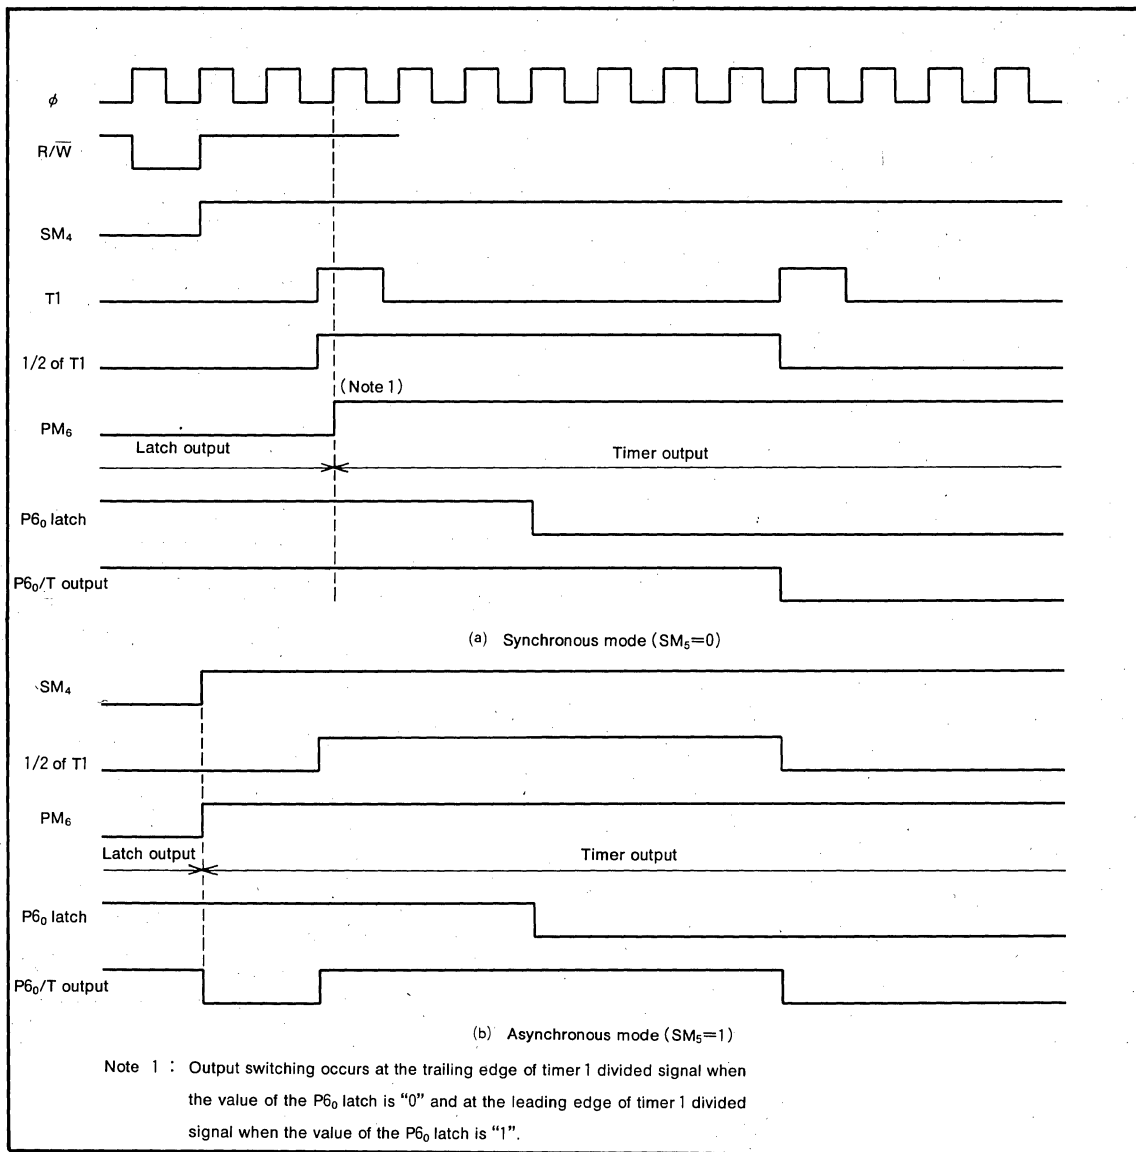 ϕ
R/W̅
SM₄
T1
1/2 of T1
(Note 1)
PM₆
Latch output
Timer output
P6₀ latch
P6₀/T output
(a) Synchronous mode (SM₅=0)
SM₄
1/2 of T1
PM₆
Latch output
Timer output
P6₀ latch
P6₀/T output
(b) Asynchronous mode (SM₅=1)
Note 1 : Output switching occurs at the trailing edge of timer 1 divided signal when
the value of the P6₀ latch is “0” and at the leading edge of timer 1 divided
signal when the value of the P6₀ latch is “1”.